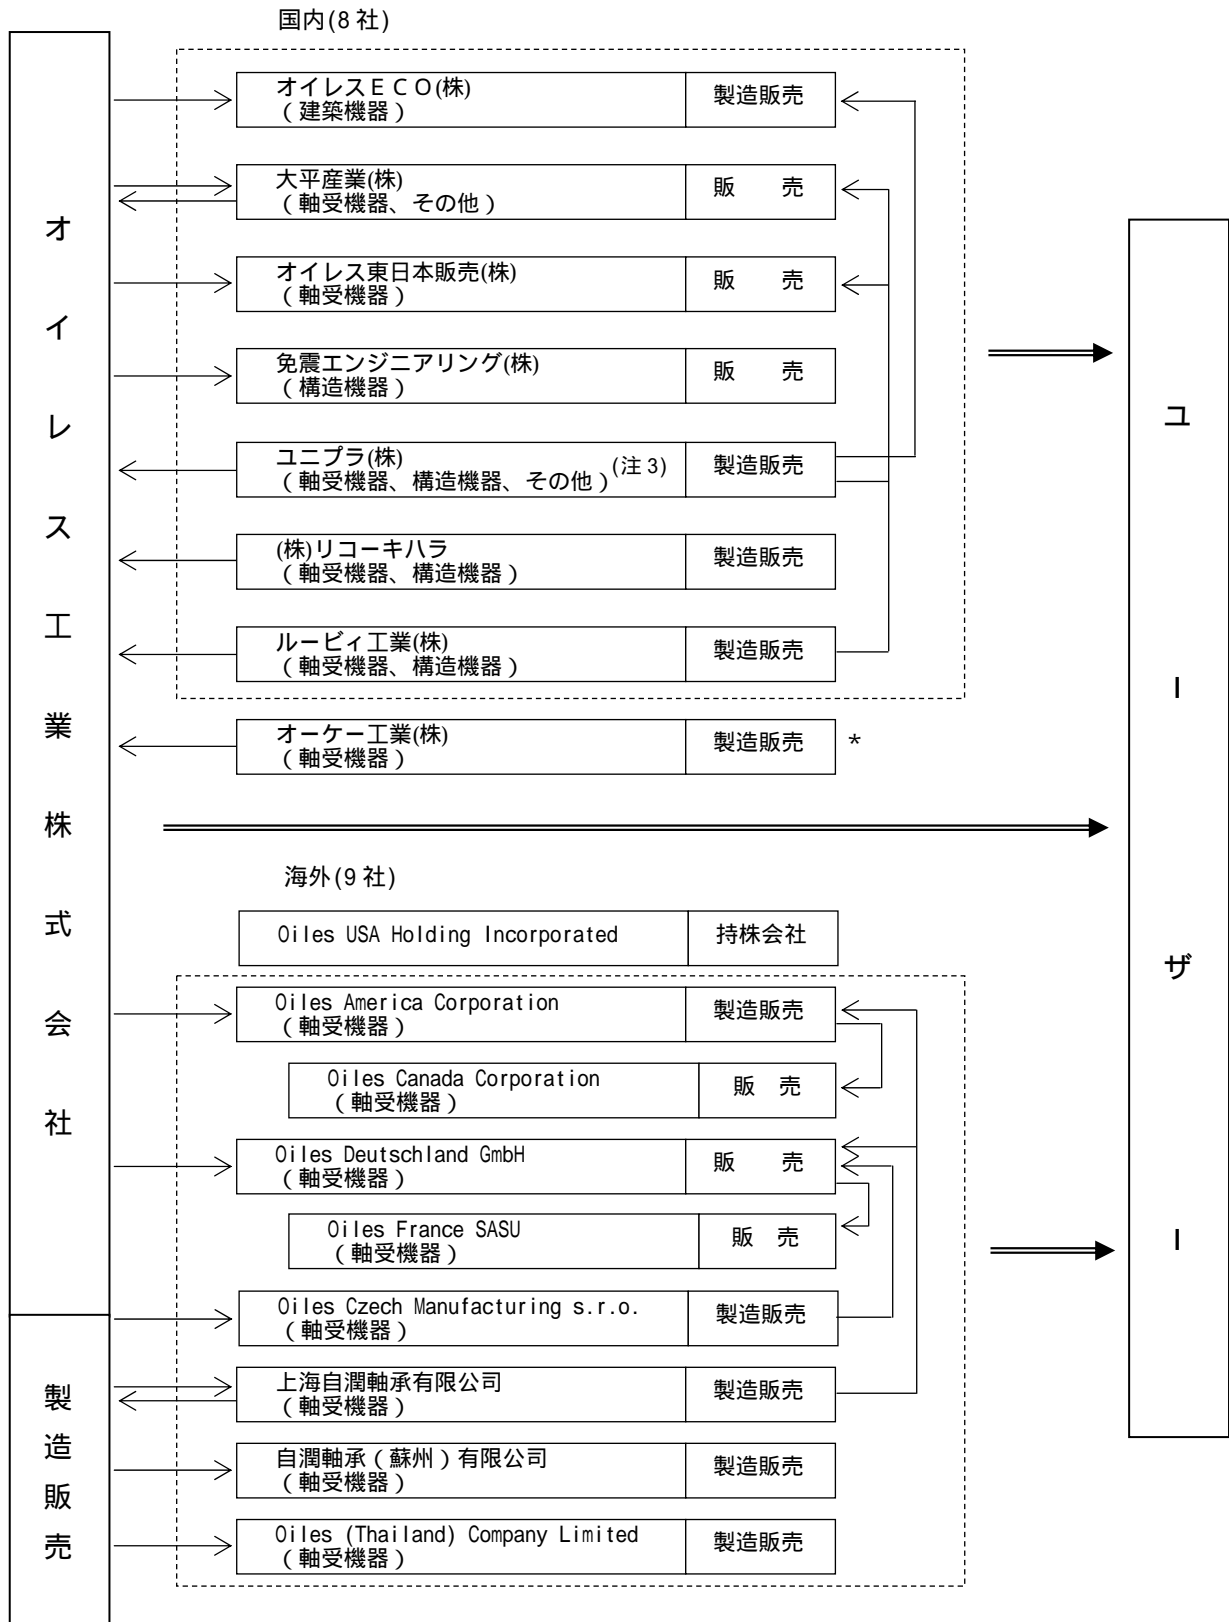 国内(8社)
オイレス工業株式会社
製造販売
オイレスＥＣＯ(株)
（建築機器）
製造販売
大平産業(株)
（軸受機器、その他）
販　売
オイレス東日本販売(株)
（軸受機器）
販　売
免震エンジニアリング(株)
（構造機器）
販　売
ユニプラ(株)
（軸受機器、構造機器、その他）(注3)
製造販売
(株)リコーキハラ
（軸受機器、構造機器）
製造販売
ルービィ工業(株)
（軸受機器、構造機器）
製造販売
オーケー工業(株)
（軸受機器）
製造販売
*
海外(9社)
Oiles USA Holding Incorporated
持株会社
Oiles America Corporation
（軸受機器）
製造販売
Oiles Canada Corporation
（軸受機器）
販　売
Oiles Deutschland GmbH
（軸受機器）
販　売
Oiles France SASU
（軸受機器）
販　売
Oiles Czech Manufacturing s.r.o.
（軸受機器）
製造販売
上海自潤軸承有限公司
（軸受機器）
製造販売
自潤軸承（蘇州）有限公司
（軸受機器）
製造販売
Oiles (Thailand) Company Limited
（軸受機器）
製造販売
ユーザー